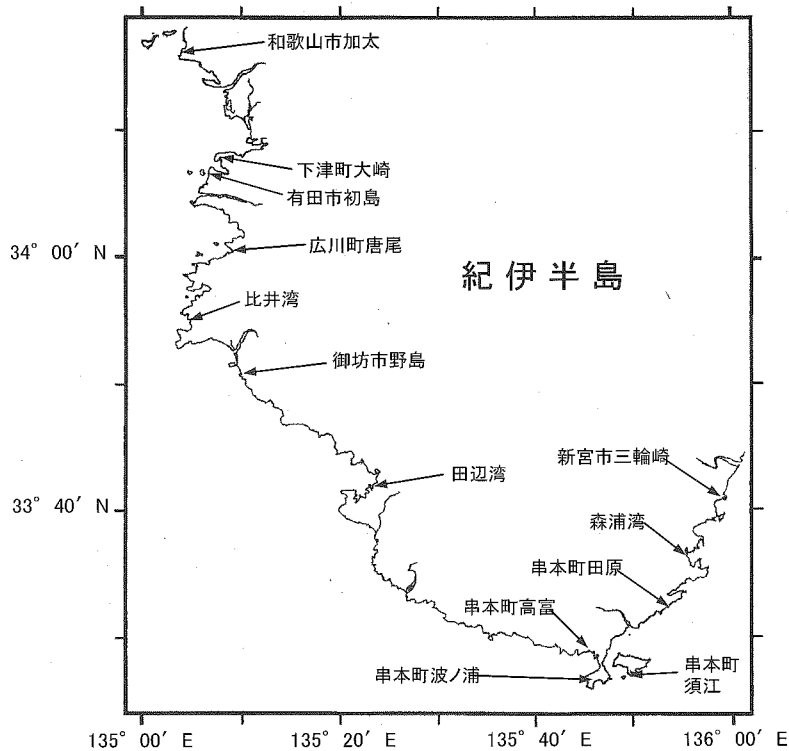 和歌山市加太
下津町大崎
有田市初島
34° 00′ N
広川町唐尾
紀伊半島
比井湾
御坊市野島
田辺湾
新宮市三輪崎
33° 40′ N
森浦湾
串本町田原
串本町高富
串本町波ノ浦
串本町
須江
135° 00′ E
135° 20′ E
135° 40′ E
136° 00′ E